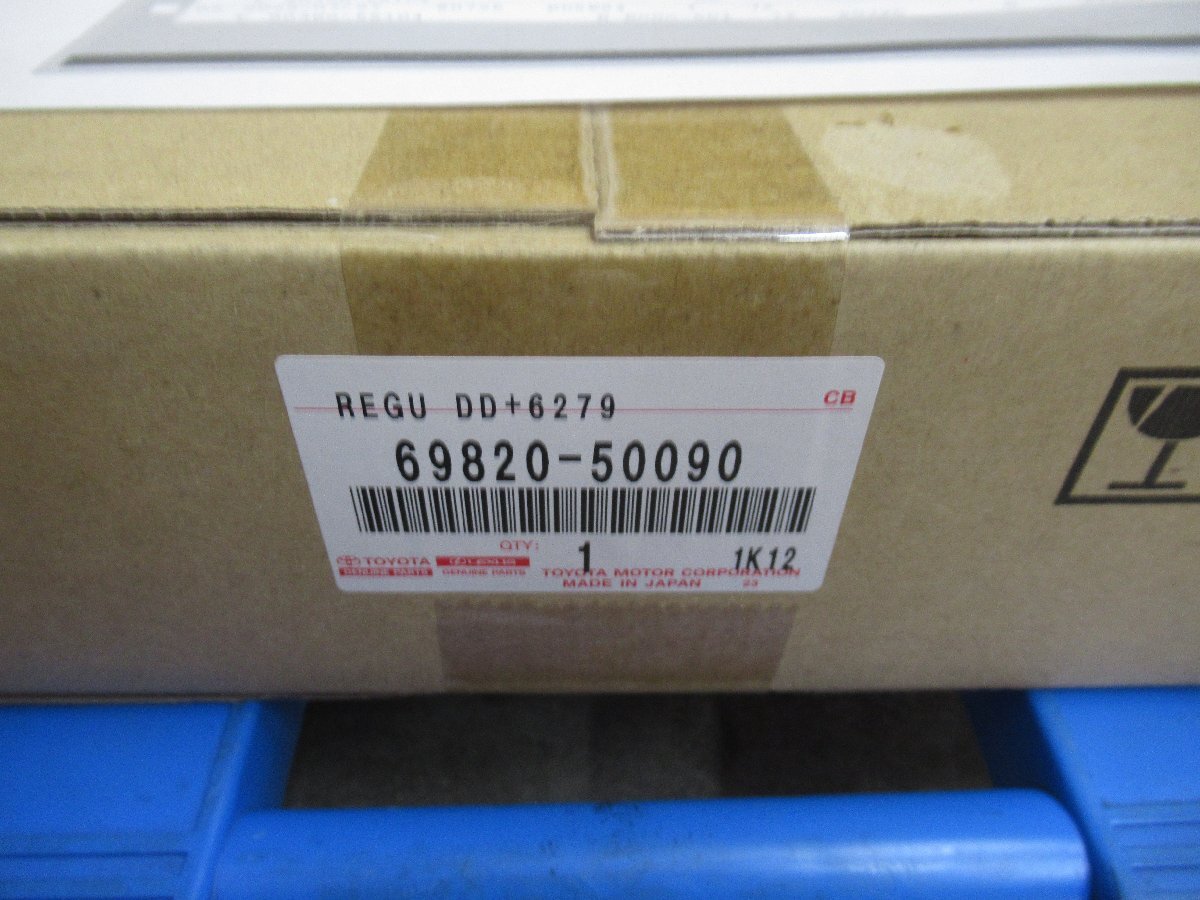 REGU DD+6279
CB
69820-50090
QTY: 1
1K12
TOYOTA
LEXUS
GENUINE PARTS
GENUINE PARTS
TOYOTA MOTOR CORPORATION
MADE IN JAPAN
23